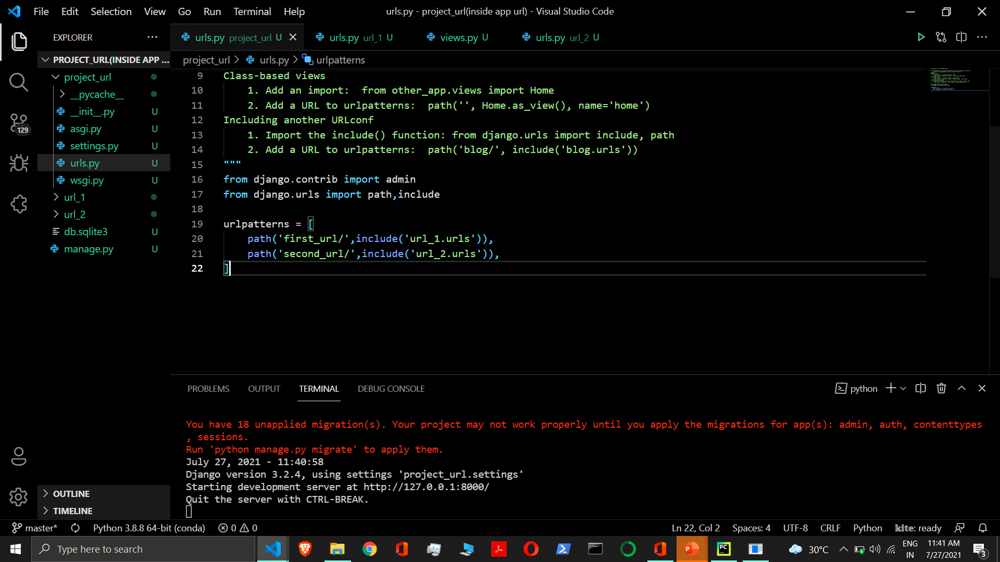 File Edit Selection View Go Run Terminal Help
urls.py - project_url(inside app url) - Visual Studio Code
EXPLORER
PROJECT_URL(INSIDE APP ...
project_url
__pycache__
__init__.py U
asgi.py U
settings.py U
urls.py U
wsgi.py U
url_1
url_2
db.sqlite3 U
manage.py U
129
OUTLINE
TIMELINE
urls.py project_url U
urls.py url_1 U
views.py U
urls.py url_2 U
project_url > urls.py > urlpatterns
9 Class-based views
10 1. Add an import:  from other_app.views import Home
11 2. Add a URL to urlpatterns:  path('', Home.as_view(), name='home')
12 Including another URLconf
13 1. Import the include() function: from django.urls import include, path
14 2. Add a URL to urlpatterns:  path('blog/', include('blog.urls'))
15 """
16 from django.contrib import admin
17 from django.urls import path,include
18
19 urlpatterns = [
20 path('first_url/',include('url_1.urls')),
21 path('second_url/',include('url_2.urls')),
22 ]
PROBLEMS OUTPUT TERMINAL DEBUG CONSOLE
python
You have 18 unapplied migration(s). Your project may not work properly until you apply the migrations for app(s): admin, auth, contenttypes
, sessions.
Run 'python manage.py migrate' to apply them.
July 27, 2021 - 11:40:58
Django version 3.2.4, using settings 'project_url.settings'
Starting development server at http://127.0.0.1:8000/
Quit the server with CTRL-BREAK.
master* Python 3.8.8 64-bit (conda) 0 0
Ln 22, Col 2 Spaces: 4 UTF-8 CRLF Python kite: ready
Type here to search
P
PC
30°C
ENG
IN
11:41 AM
7/27/2021
3